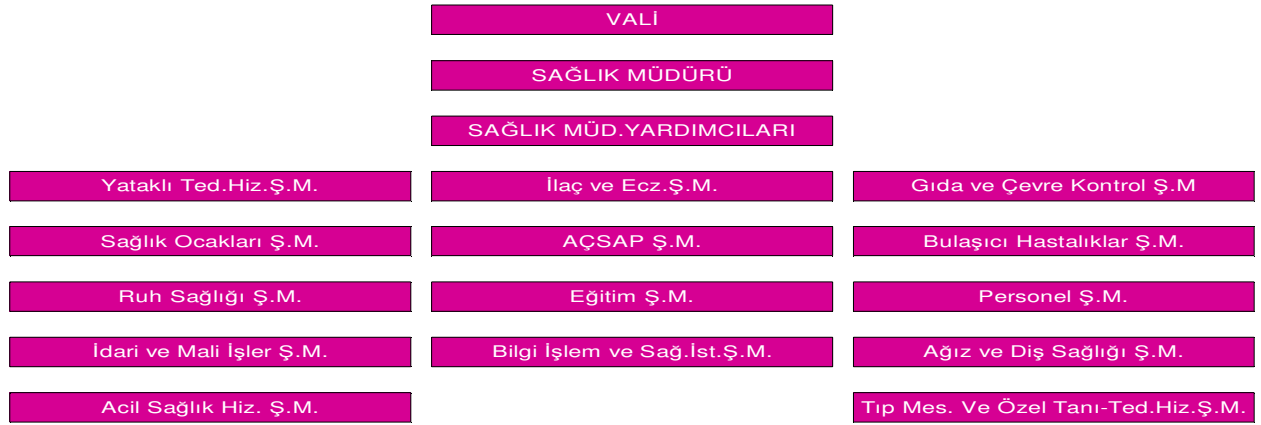 VALİ
SAĞLIK MÜDÜRÜ
SAĞLIK MÜD.YARDIMCILARI
Yataklı Ted.Hiz.Ş.M.
İlaç ve Ecz.Ş.M.
Gıda ve Çevre Kontrol Ş.M
Sağlık Ocakları Ş.M.
AÇSAP Ş.M.
Bulaşıcı Hastalıklar Ş.M.
Ruh Sağlığı Ş.M.
Eğitim Ş.M.
Personel Ş.M.
İdari ve Mali İşler Ş.M.
Bilgi İşlem ve Sağ.İst.Ş.M.
Ağız ve Diş Sağlığı Ş.M.
Acil Sağlık Hiz. Ş.M.
Tıp Mes. Ve Özel Tanı-Ted.Hiz.Ş.M.